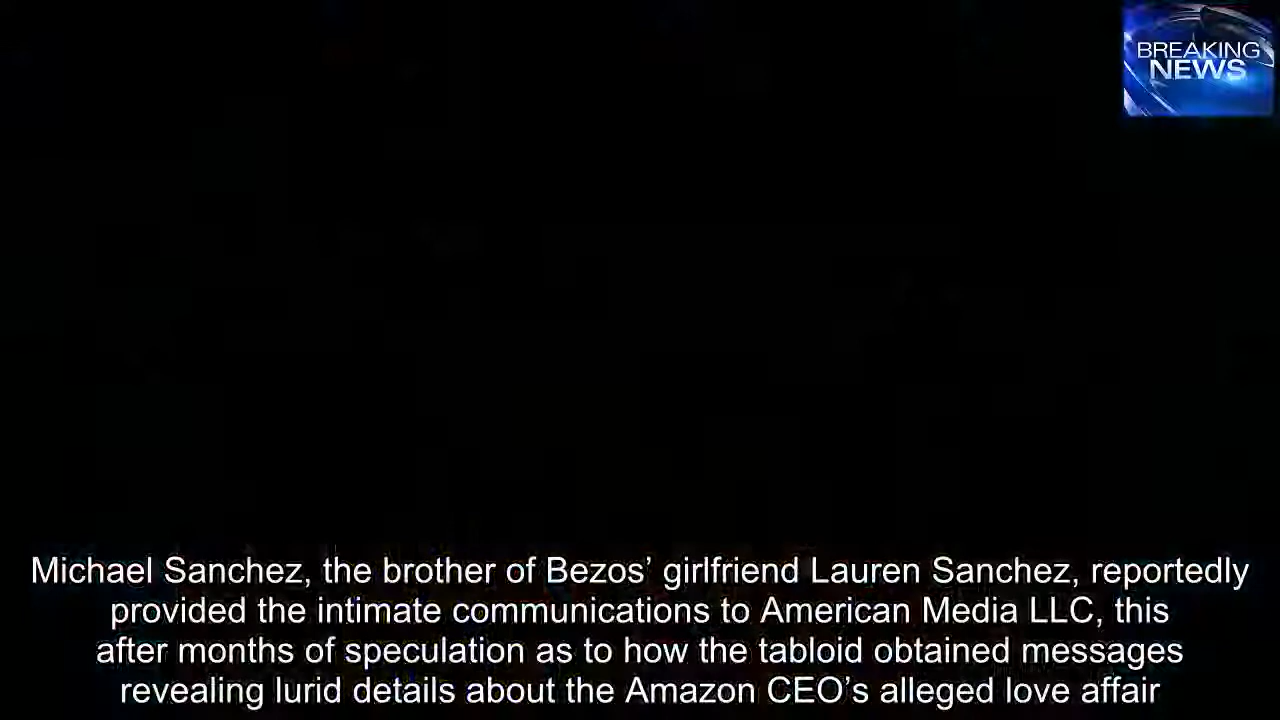 BREAKING
NEWS
Michael Sanchez, the brother of Bezos’ girlfriend Lauren Sanchez, reportedly
provided the intimate communications to American Media LLC, this
after months of speculation as to how the tabloid obtained messages
revealing lurid details about the Amazon CEO’s alleged love affair